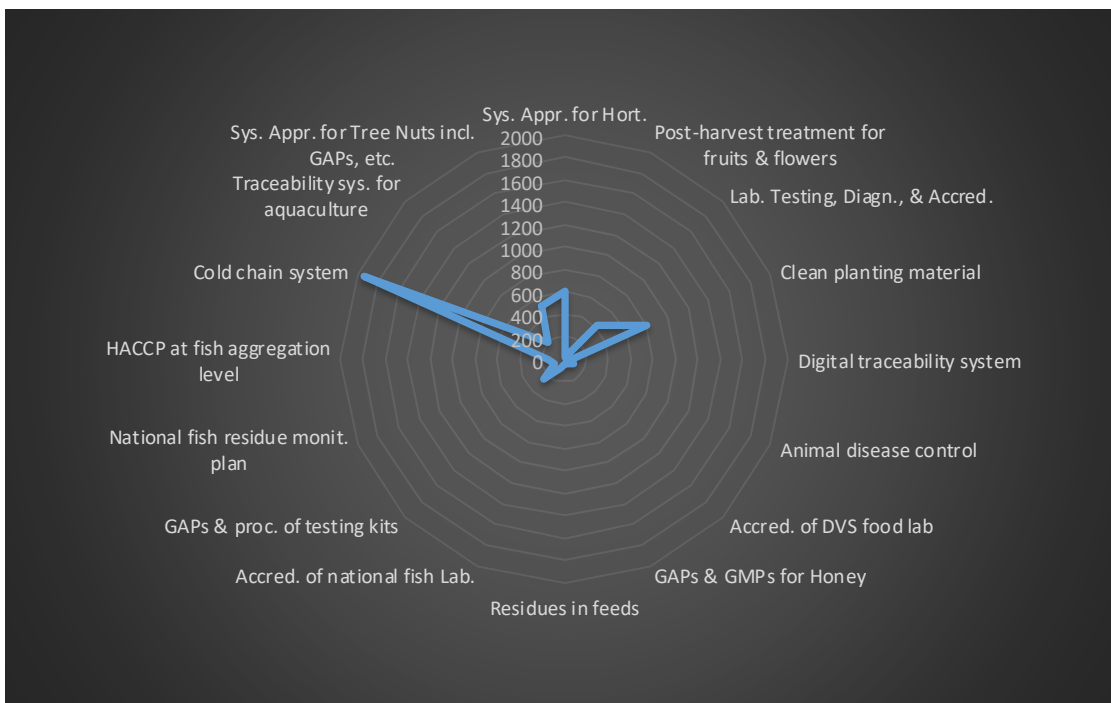 Sys. Appr. for Hort.
Post-harvest treatment for
fruits & flowers
Lab. Testing, Diagn., & Accred.
Clean planting material
Digital traceability system
Animal disease control
Accred. of DVS food lab
GAPs & GMPs for Honey
Residues in feeds
Accred. of national fish Lab.
GAPs & proc. of testing kits
National fish residue monit.
plan
HACCP at fish aggregation
level
Cold chain system
Traceability sys. for
aquaculture
Sys. Appr. for Tree Nuts incl.
GAPs, etc.
2000
1800
1600
1400
1200
1000
800
600
400
200
0